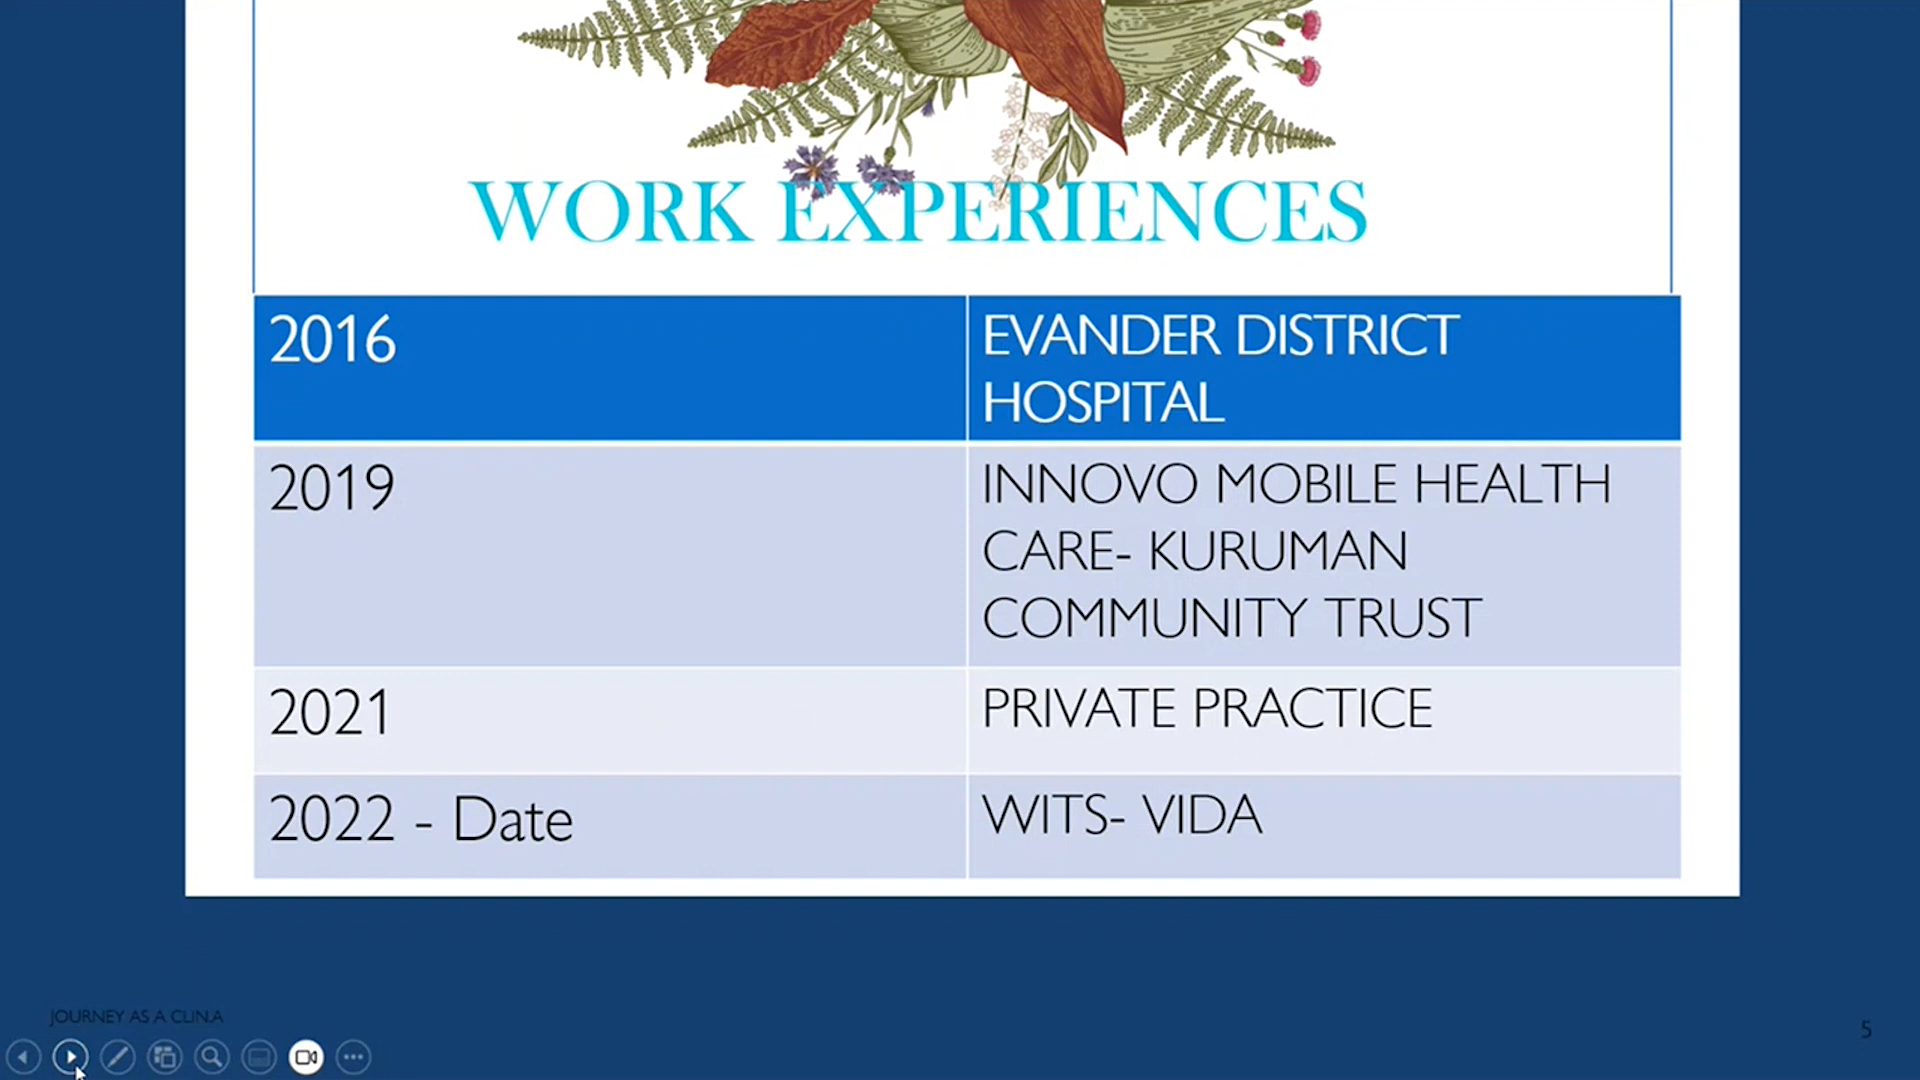 WORK EXPERIENCES
2016
EVANDER DISTRICT
HOSPITAL
2019
INNOVO MOBILE HEALTH
CARE- KURUMAN
COMMUNITY TRUST
2021
PRIVATE PRACTICE
2022 - Date
WITS- VIDA
JOURNEY AS A CLIN.A
5